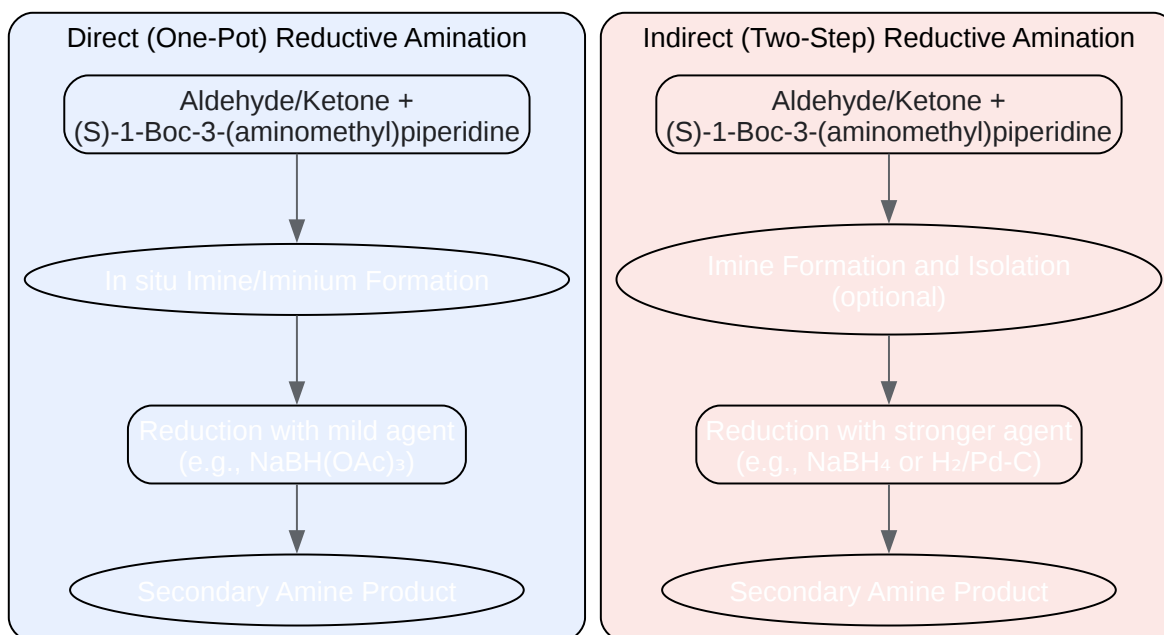 Direct (One-Pot) Reductive Amination
Aldehyde/Ketone +
(S)-1-Boc-3-(aminomethyl)piperidine
In situ Imine/Iminium Formation
Reduction with mild agent
(e.g., NaBH(OAc)₃)
Secondary Amine Product
Indirect (Two-Step) Reductive Amination
Aldehyde/Ketone +
(S)-1-Boc-3-(aminomethyl)piperidine
Imine Formation and Isolation
(optional)
Reduction with stronger agent
(e.g., NaBH₄ or H₂/Pd-C)
Secondary Amine Product